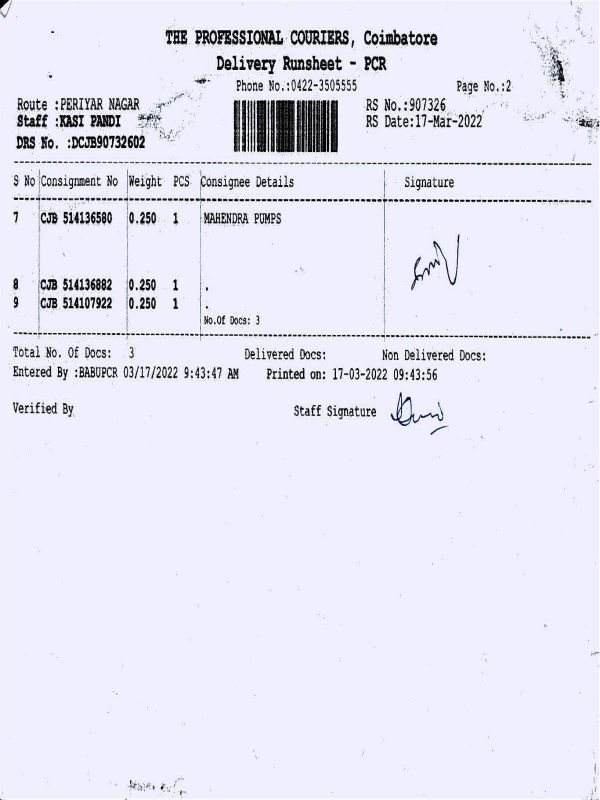 THE PROFESSIONAL COURIERS, Coimbatore
Delivery Runsheet - PCR
Phone No.:0422-3505555 Page No.:2
Route :PERIYAR NAGAR RS No.:907326
Staff :KASI PANDI RS Date:17-Mar-2022
DRS No. :DCJB90732602
S No Consignment No Weight PCS Consignee Details Signature
7 CJB 514136580 0.250 1 MAHENDRA PUMPS
8 CJB 514136882 0.250 1 .
9 CJB 514107922 0.250 1 .
No.Of Docs: 3
Total No. Of Docs: 3 Delivered Docs: Non Delivered Docs:
Entered By :BABUPCR 03/17/2022 9:43:47 AM Printed on: 17-03-2022 09:43:56
Verified By Staff Signature